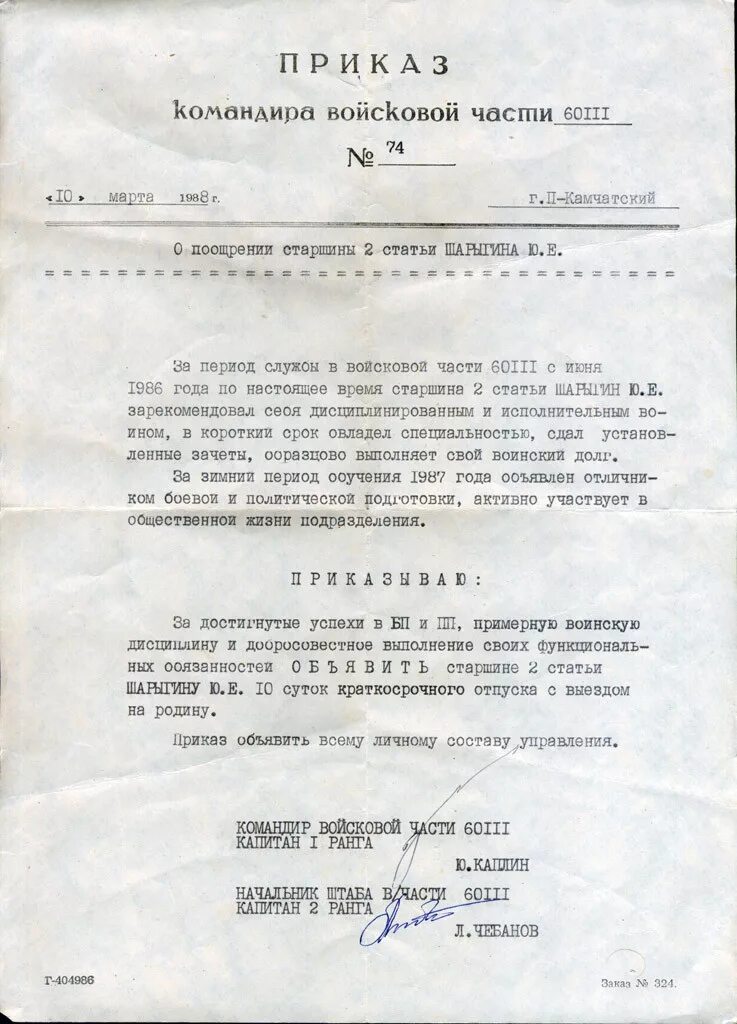 ПРИКАЗ
командира войсковой части 60III
№ 74
«10» марта 1988 г. г.П-Камчатский
О поощрении старшины 2 статьи ШАРЫГИНА Ю.Е.
За период службы в войсковой части 60III с июня
1986 года по настоящее время старшина 2 статьи ШАРЫГИН Ю.Е.
зарекомендовал себя дисциплинированным и исполнительным во-
ином, в короткий срок овладел специальностью, сдал установ-
ленные зачеты, образцово выполняет свой воинский долг.
За зимний период обучения 1987 года объявлен отлични-
ком боевой и политической подготовки, активно участвует в
общественной жизни подразделения.
ПРИКАЗЫВАЮ:
За достигнутые успехи в БП и ПП, примерную воинскую
дисциплину и добросовестное выполнение своих функциональ-
ных обязанностей ОБЪЯВИТЬ старшине 2 статьи
ШАРЫГИНУ Ю.Е. 10 суток краткосрочного отпуска с выездом
на родину.
Приказ объявить всему личному составу управления.
КОМАНДИР ВОЙСКОВОЙ ЧАСТИ 60III
КАПИТАН I РАНГА
Ю.КАПЛИН
НАЧАЛЬНИК ШТАБА В/ЧАСТИ 60III
КАПИТАН 2 РАНГА
Л.ЧЕБАНОВ
Г-404986 Заказ № 324.